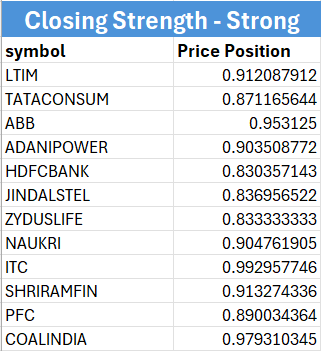 Closing Strength - Strong
symbol Price Position
LTIM 0.912087912
TATACONSUM 0.871165644
ABB 0.953125
ADANIPOWER 0.903508772
HDFCBANK 0.830357143
JINDALSTEL 0.836956522
ZYDUSLIFE 0.833333333
NAUKRI 0.904761905
ITC 0.992957746
SHRIRAMFIN 0.913274336
PFC 0.890034364
COALINDIA 0.979310345